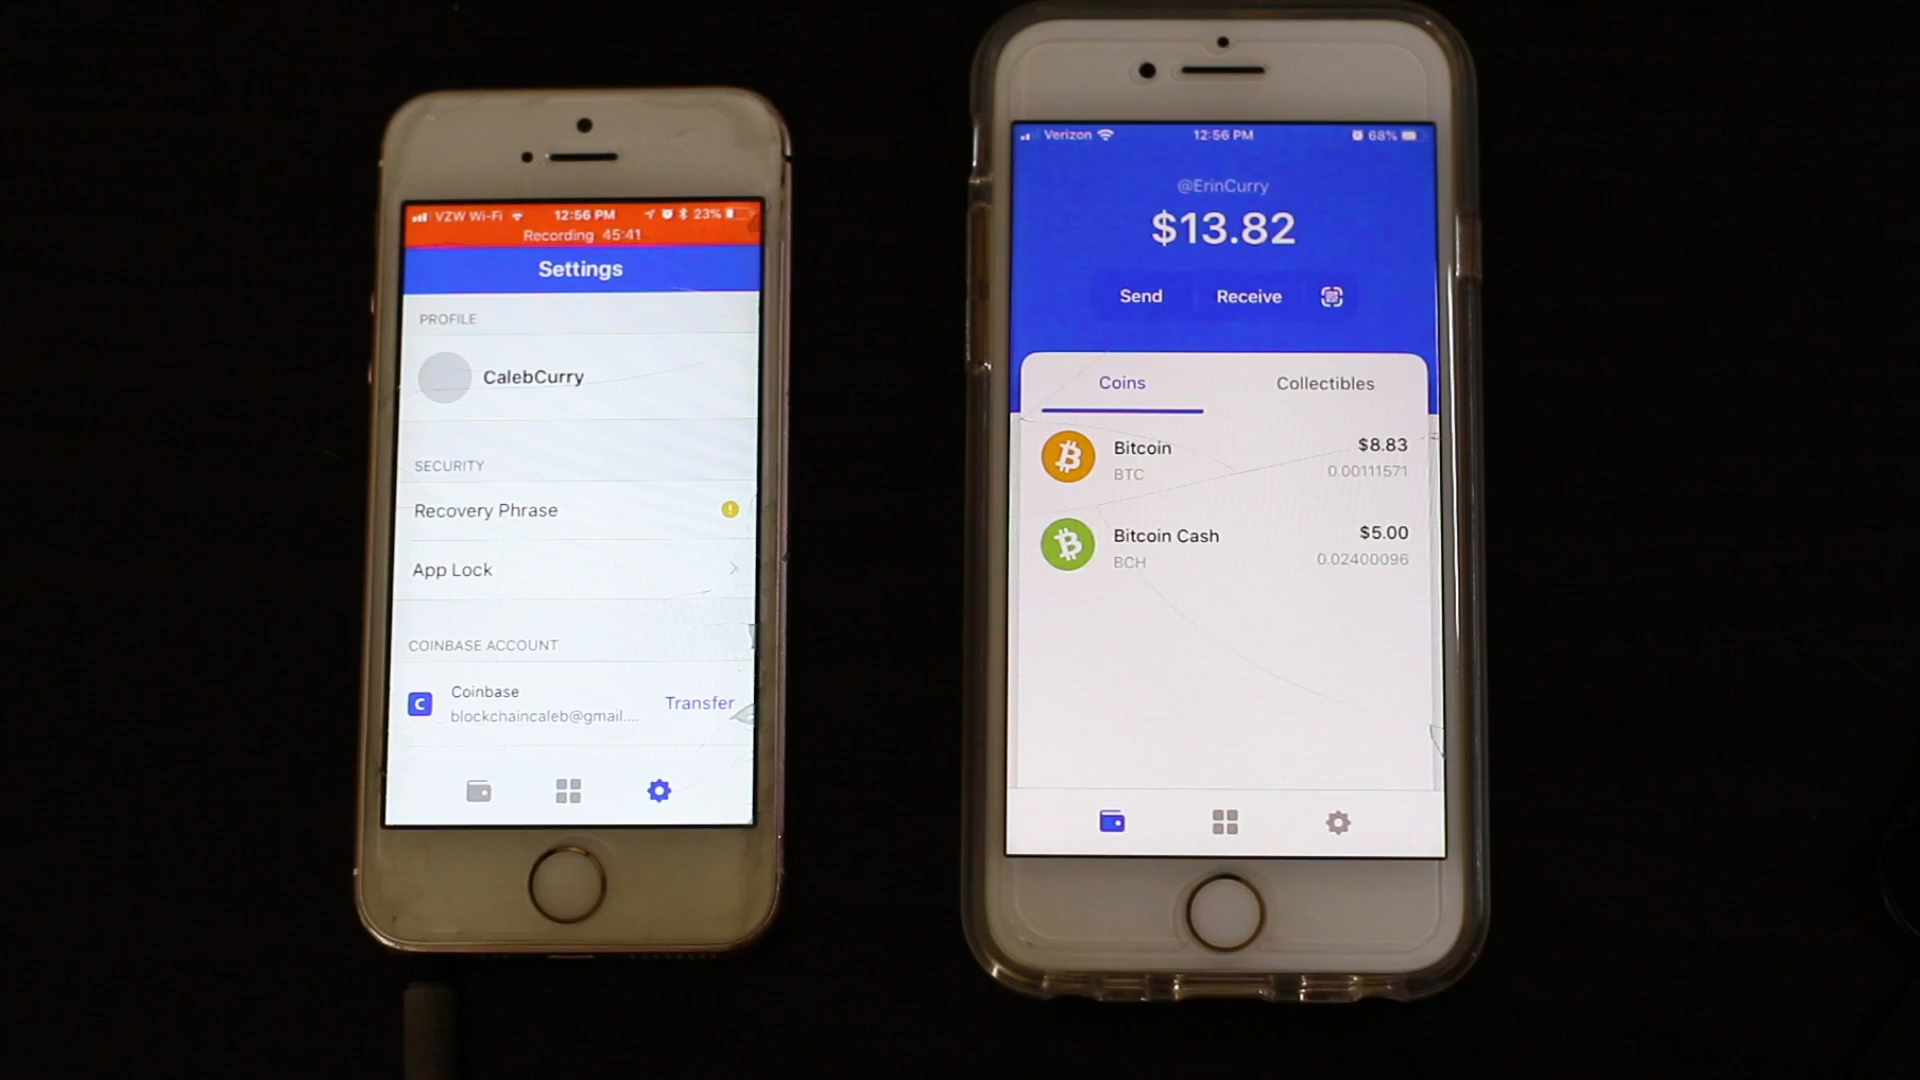 VZW Wi-Fi 12:56 PM 23%
Recording 45:41
Settings
PROFILE
CalebCurry
SECURITY
Recovery Phrase
App Lock
COINBASE ACCOUNT
C Coinbase
blockchaincaleb@gmail....
Transfer
Verizon 12:56 PM 68%
@ErinCurry
$13.82
Send Receive
Coins Collectibles
Bitcoin $8.83
BTC 0.00111571
Bitcoin Cash $5.00
BCH 0.02400096